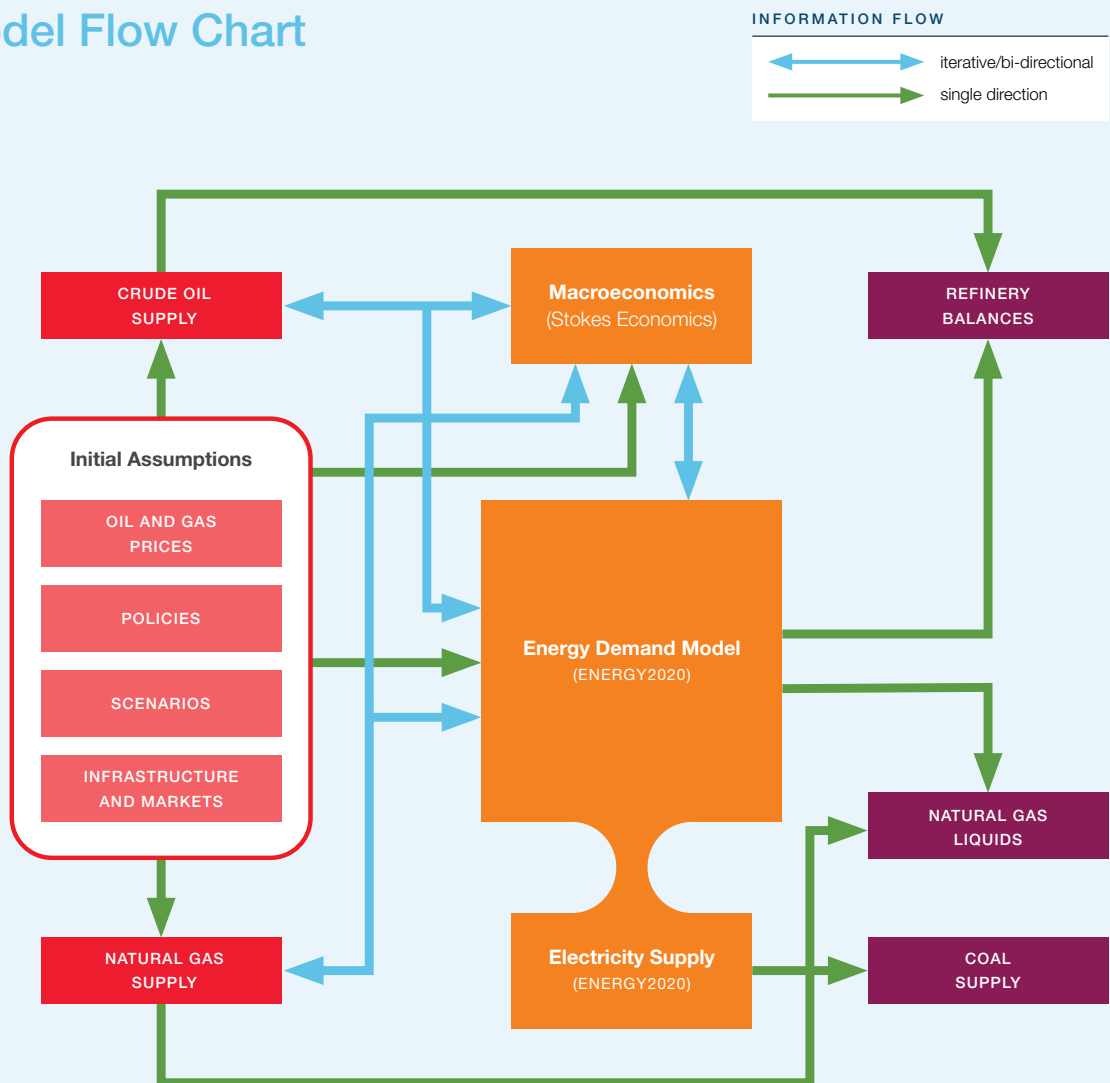 del Flow Chart
INFORMATION FLOW
iterative/bi-directional
single direction
CRUDE OIL
SUPPLY
Macroeconomics
(Stokes Economics)
REFINERY
BALANCES
Initial Assumptions
OIL AND GAS
PRICES
POLICIES
SCENARIOS
INFRASTRUCTURE
AND MARKETS
Energy Demand Model
(ENERGY2020)
NATURAL GAS
LIQUIDS
NATURAL GAS
SUPPLY
Electricity Supply
(ENERGY2020)
COAL
SUPPLY